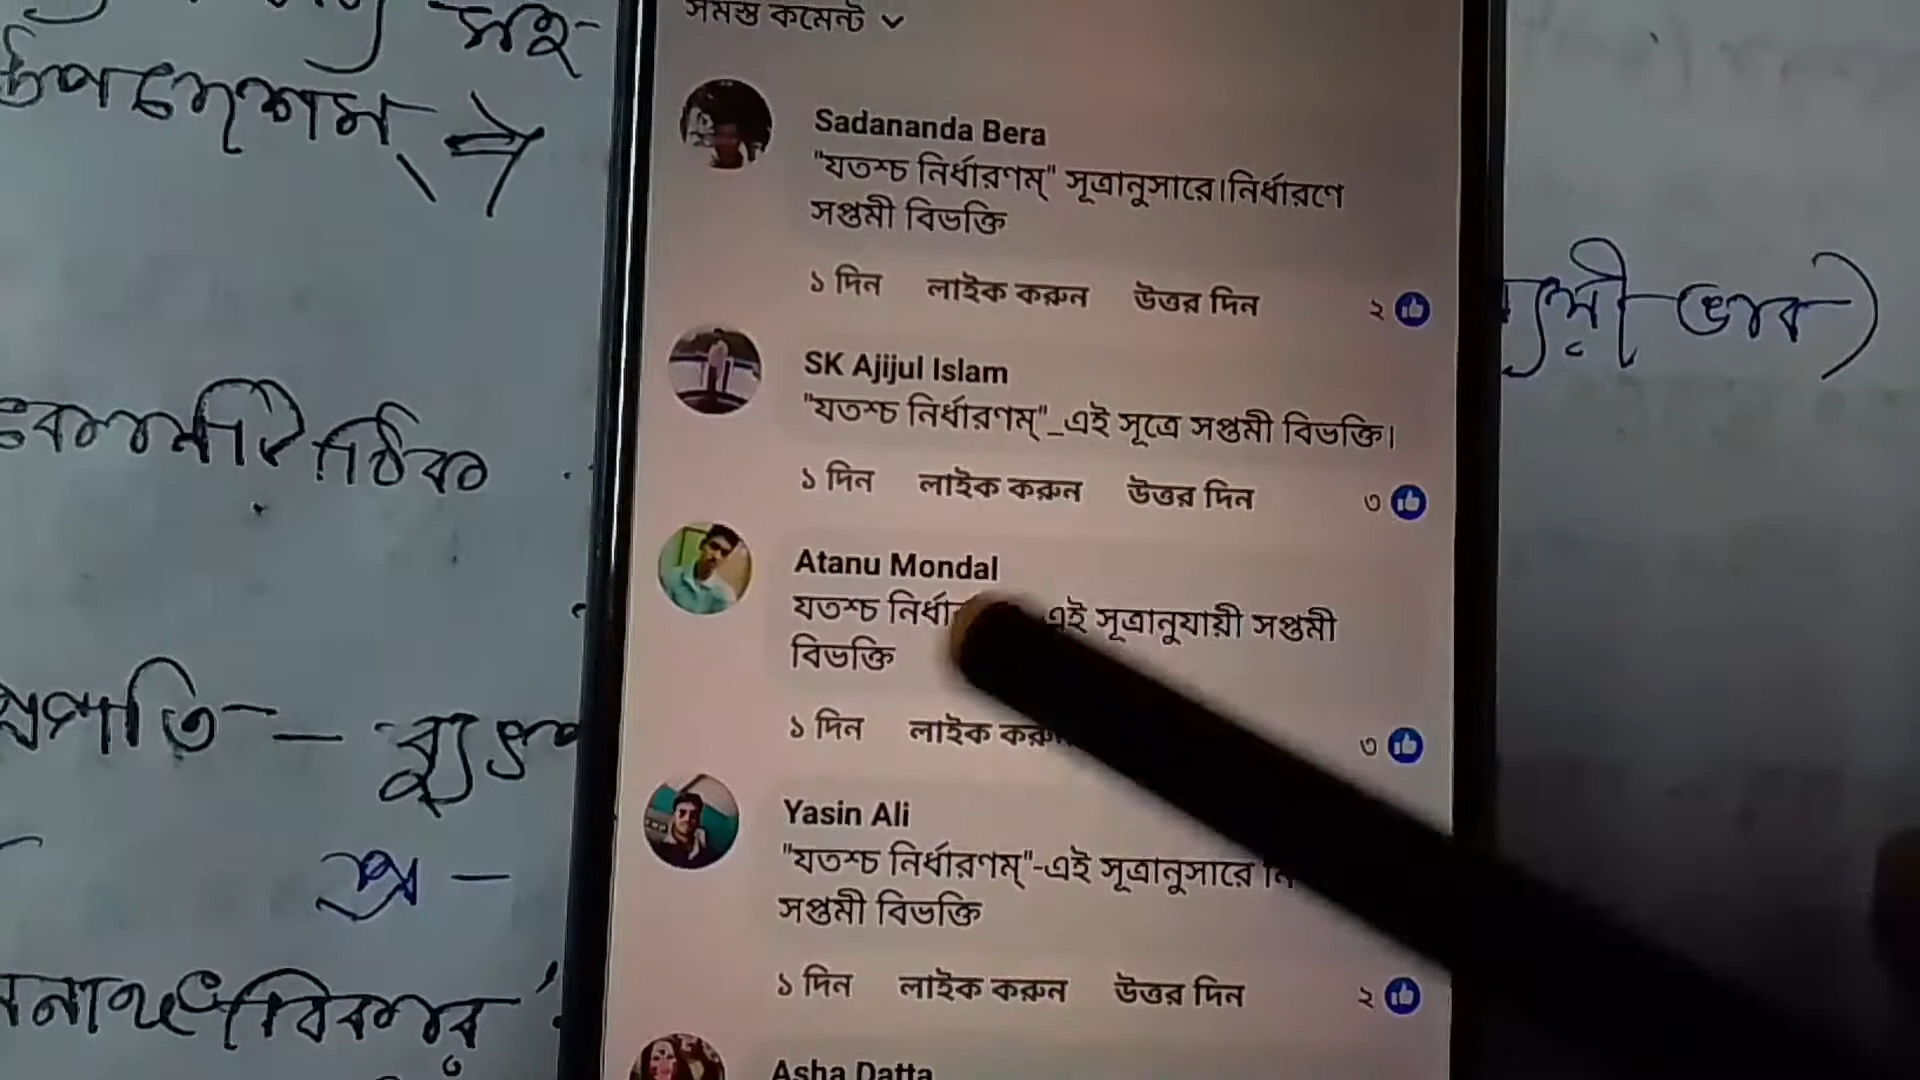 সমস্ত কমেন্ট
Sadananda Bera
"যতশ্চ নির্ধারণম্" সূত্রানুসারে।নির্ধারণে
সপ্তমী বিভক্তি
১ দিন লাইক করুন উত্তর দিন ২
SK Ajijul Islam
"যতশ্চ নির্ধারণম্"_এই সূত্রে সপ্তমী বিভক্তি।
১ দিন লাইক করুন উত্তর দিন ৩
Atanu Mondal
যতশ্চ এই সূত্রানুযায়ী সপ্তমী
বিভক্তি
১ দিন লাইক ৩
Yasin Ali
"যতশ্চ নির্ধারণম্"-এই সূত্রানুসারে
সপ্তমী বিভক্তি
১ দিন লাইক করুন উত্তর দিন ২
Asha Datta
সহ-
উপদেশম্
ঠিক
প্র -